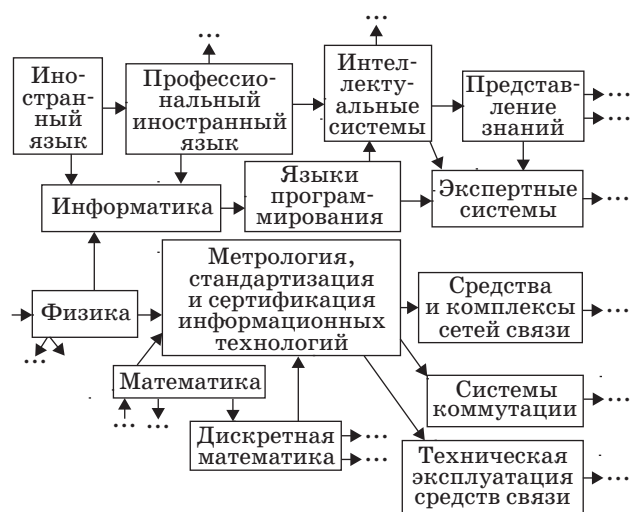 ...
...
Ино-
стран-
ный
язык
Профессио-
нальный
иностранный
язык
Интел-
лекту-
альные
системы
Представ-
ление
знаний
...
...
Информатика
Языки
програм-
мирования
Экспертные
системы
...
Физика
...
Метрология,
стандартизация
и сертификация
информационных
технологий
Средства
и комплексы
сетей связи
...
Математика
...
...
Системы
коммутации
...
Дискретная
математика
...
...
Техническая
эксплуатация
средств связи
...